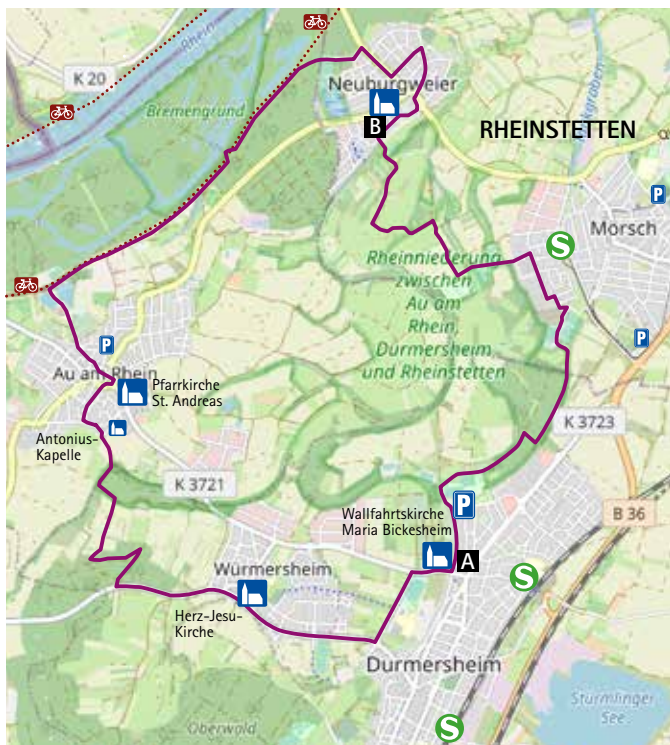 Rhein
K 20
Bremengrund
Neuburgweier
B
RHEINSTETTEN
P
Mörsch
S
Rheinniederung
zwischen
Au am
Rhein,
Durmersheim
und Rheinstetten
P
P
Au am Rhein
Pfarrkirche
St. Andreas
Antonius-
Kapelle
K 3723
K 3721
P
Wallfahrtskirche
Maria Bickesheim
A
B 36
Würmersheim
S
Herz-Jesu-
Kirche
Durmersheim
Oberwald
Stürmlinger
See
S